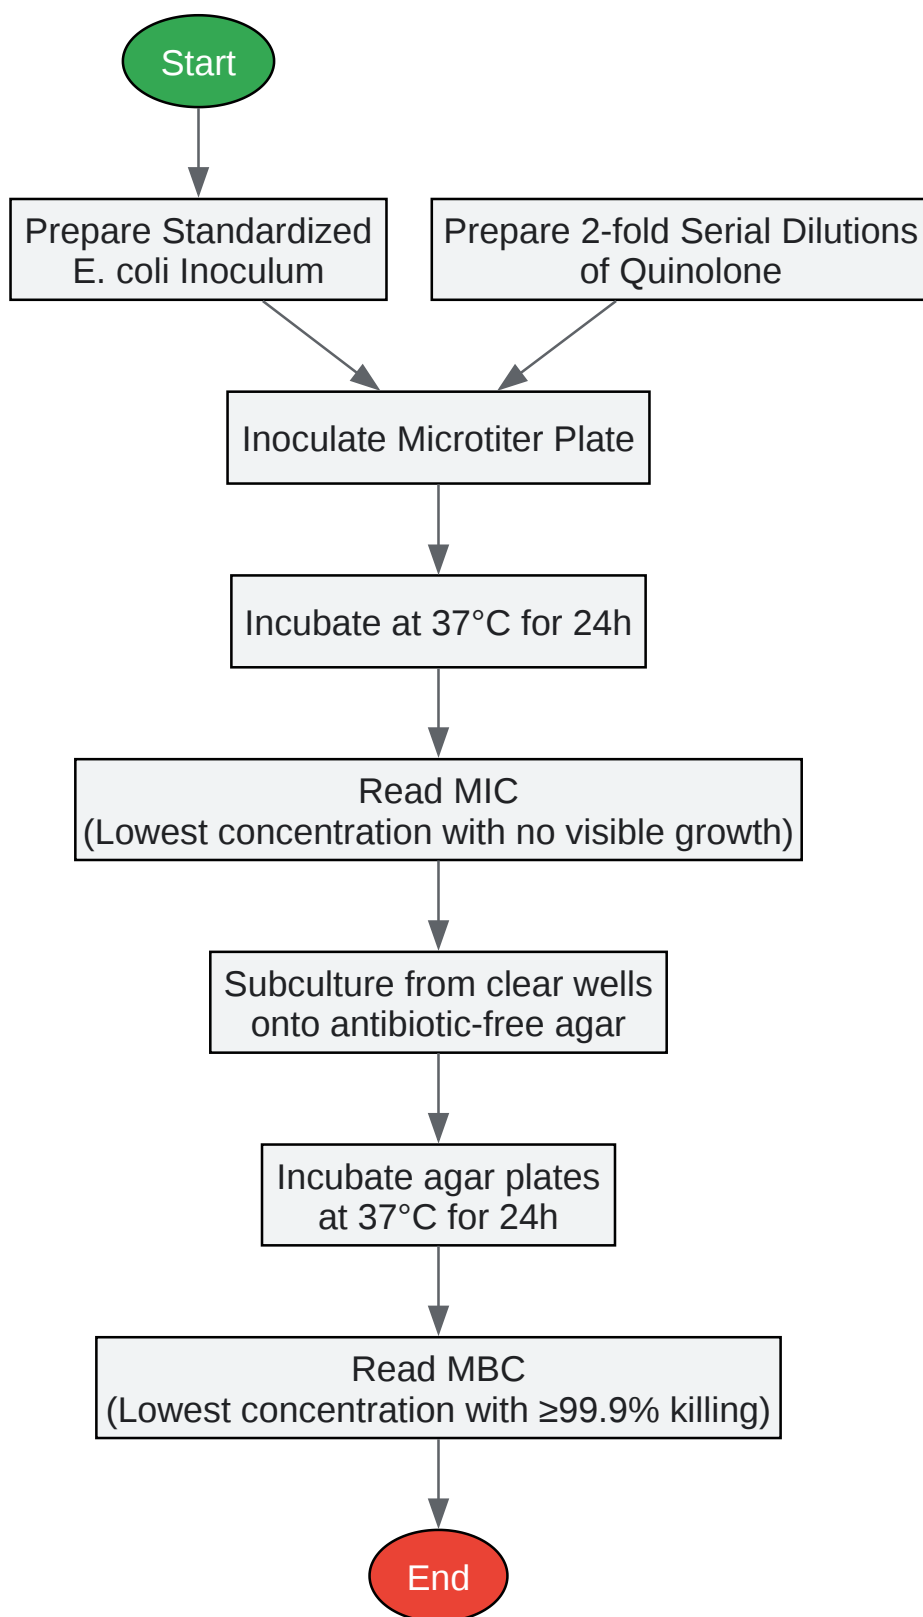 Start
Prepare Standardized
E. coli Inoculum
Prepare 2-fold Serial Dilutions
of Quinolone
Inoculate Microtiter Plate
Incubate at 37°C for 24h
Read MIC
(Lowest concentration with no visible growth)
Subculture from clear wells
onto antibiotic-free agar
Incubate agar plates
at 37°C for 24h
Read MBC
(Lowest concentration with ≥99.9% killing)
End